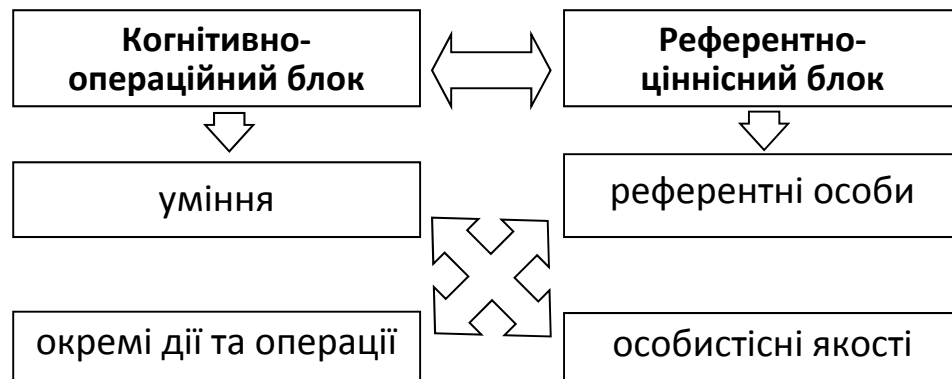 Когнітивно-
операційний блок
Референтно-
ціннісний блок
уміння
референтні особи
окремі дії та операції
особистісні якості